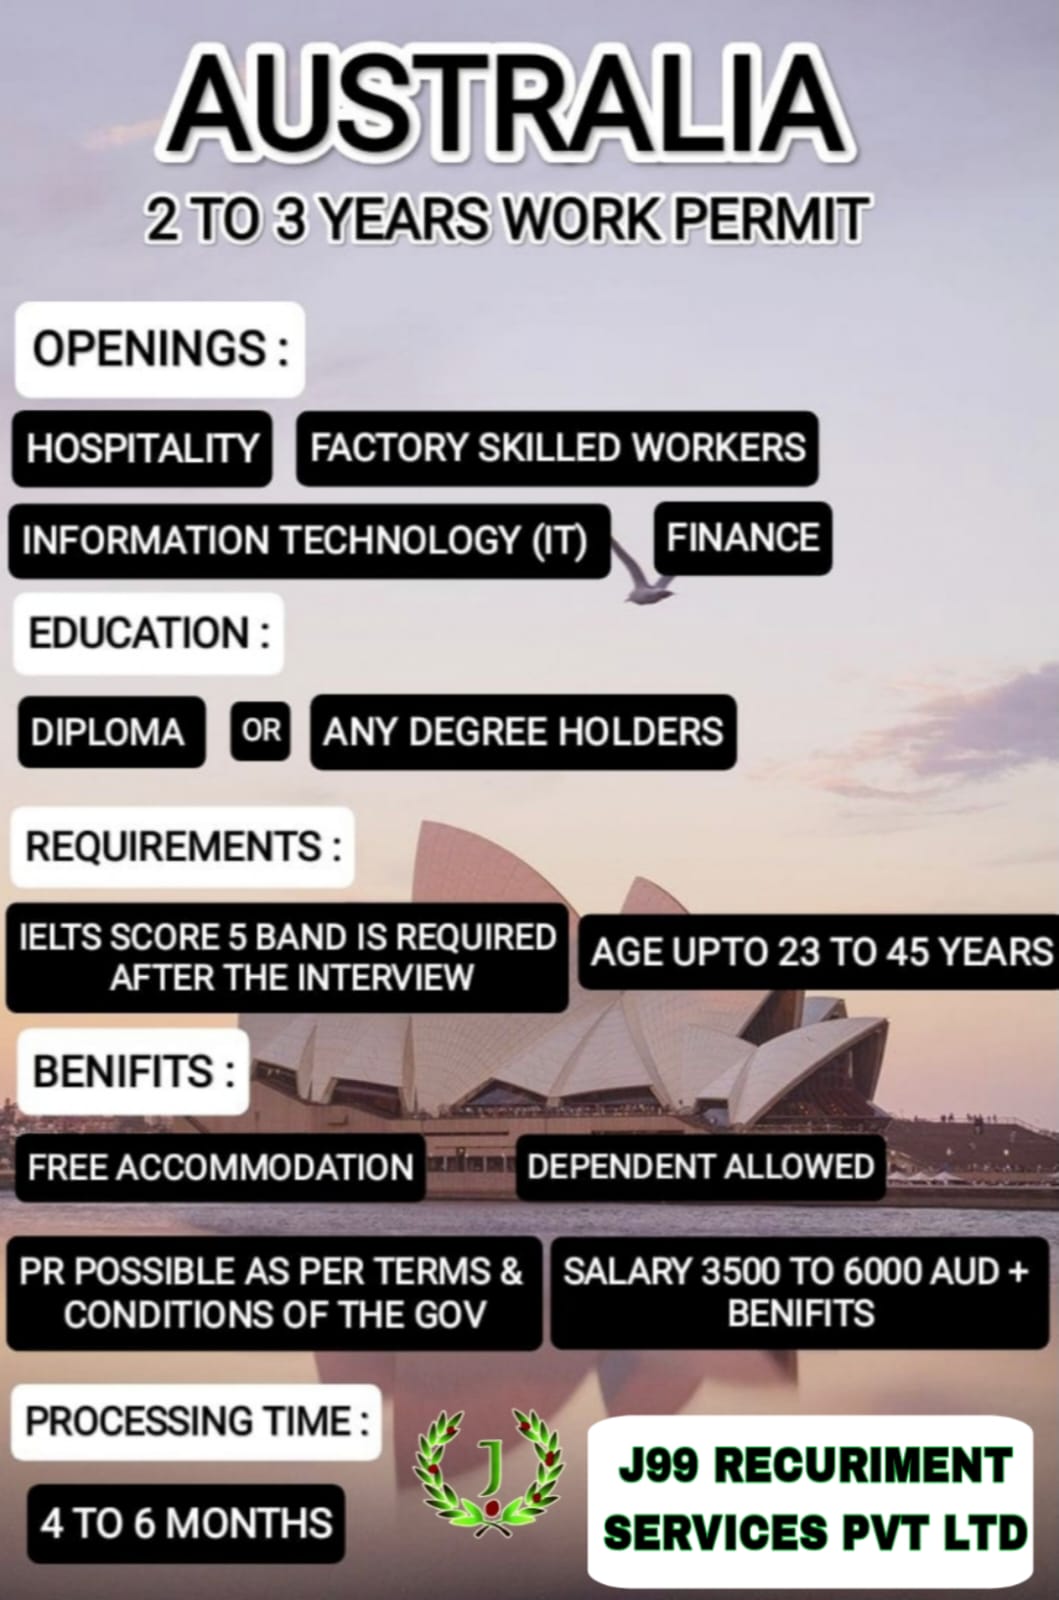 AUSTRALIA
2 TO 3 YEARS WORK PERMIT
OPENINGS :
HOSPITALITY
FACTORY SKILLED WORKERS
INFORMATION TECHNOLOGY (IT)
FINANCE
EDUCATION :
DIPLOMA
OR
ANY DEGREE HOLDERS
REQUIREMENTS :
IELTS SCORE 5 BAND IS REQUIRED
AFTER THE INTERVIEW
AGE UPTO 23 TO 45 YEARS
BENIFITS :
FREE ACCOMMODATION
DEPENDENT ALLOWED
PR POSSIBLE AS PER TERMS &
CONDITIONS OF THE GOV
SALARY 3500 TO 6000 AUD +
BENIFITS
PROCESSING TIME :
4 TO 6 MONTHS
J
J99 RECURIMENT
SERVICES PVT LTD